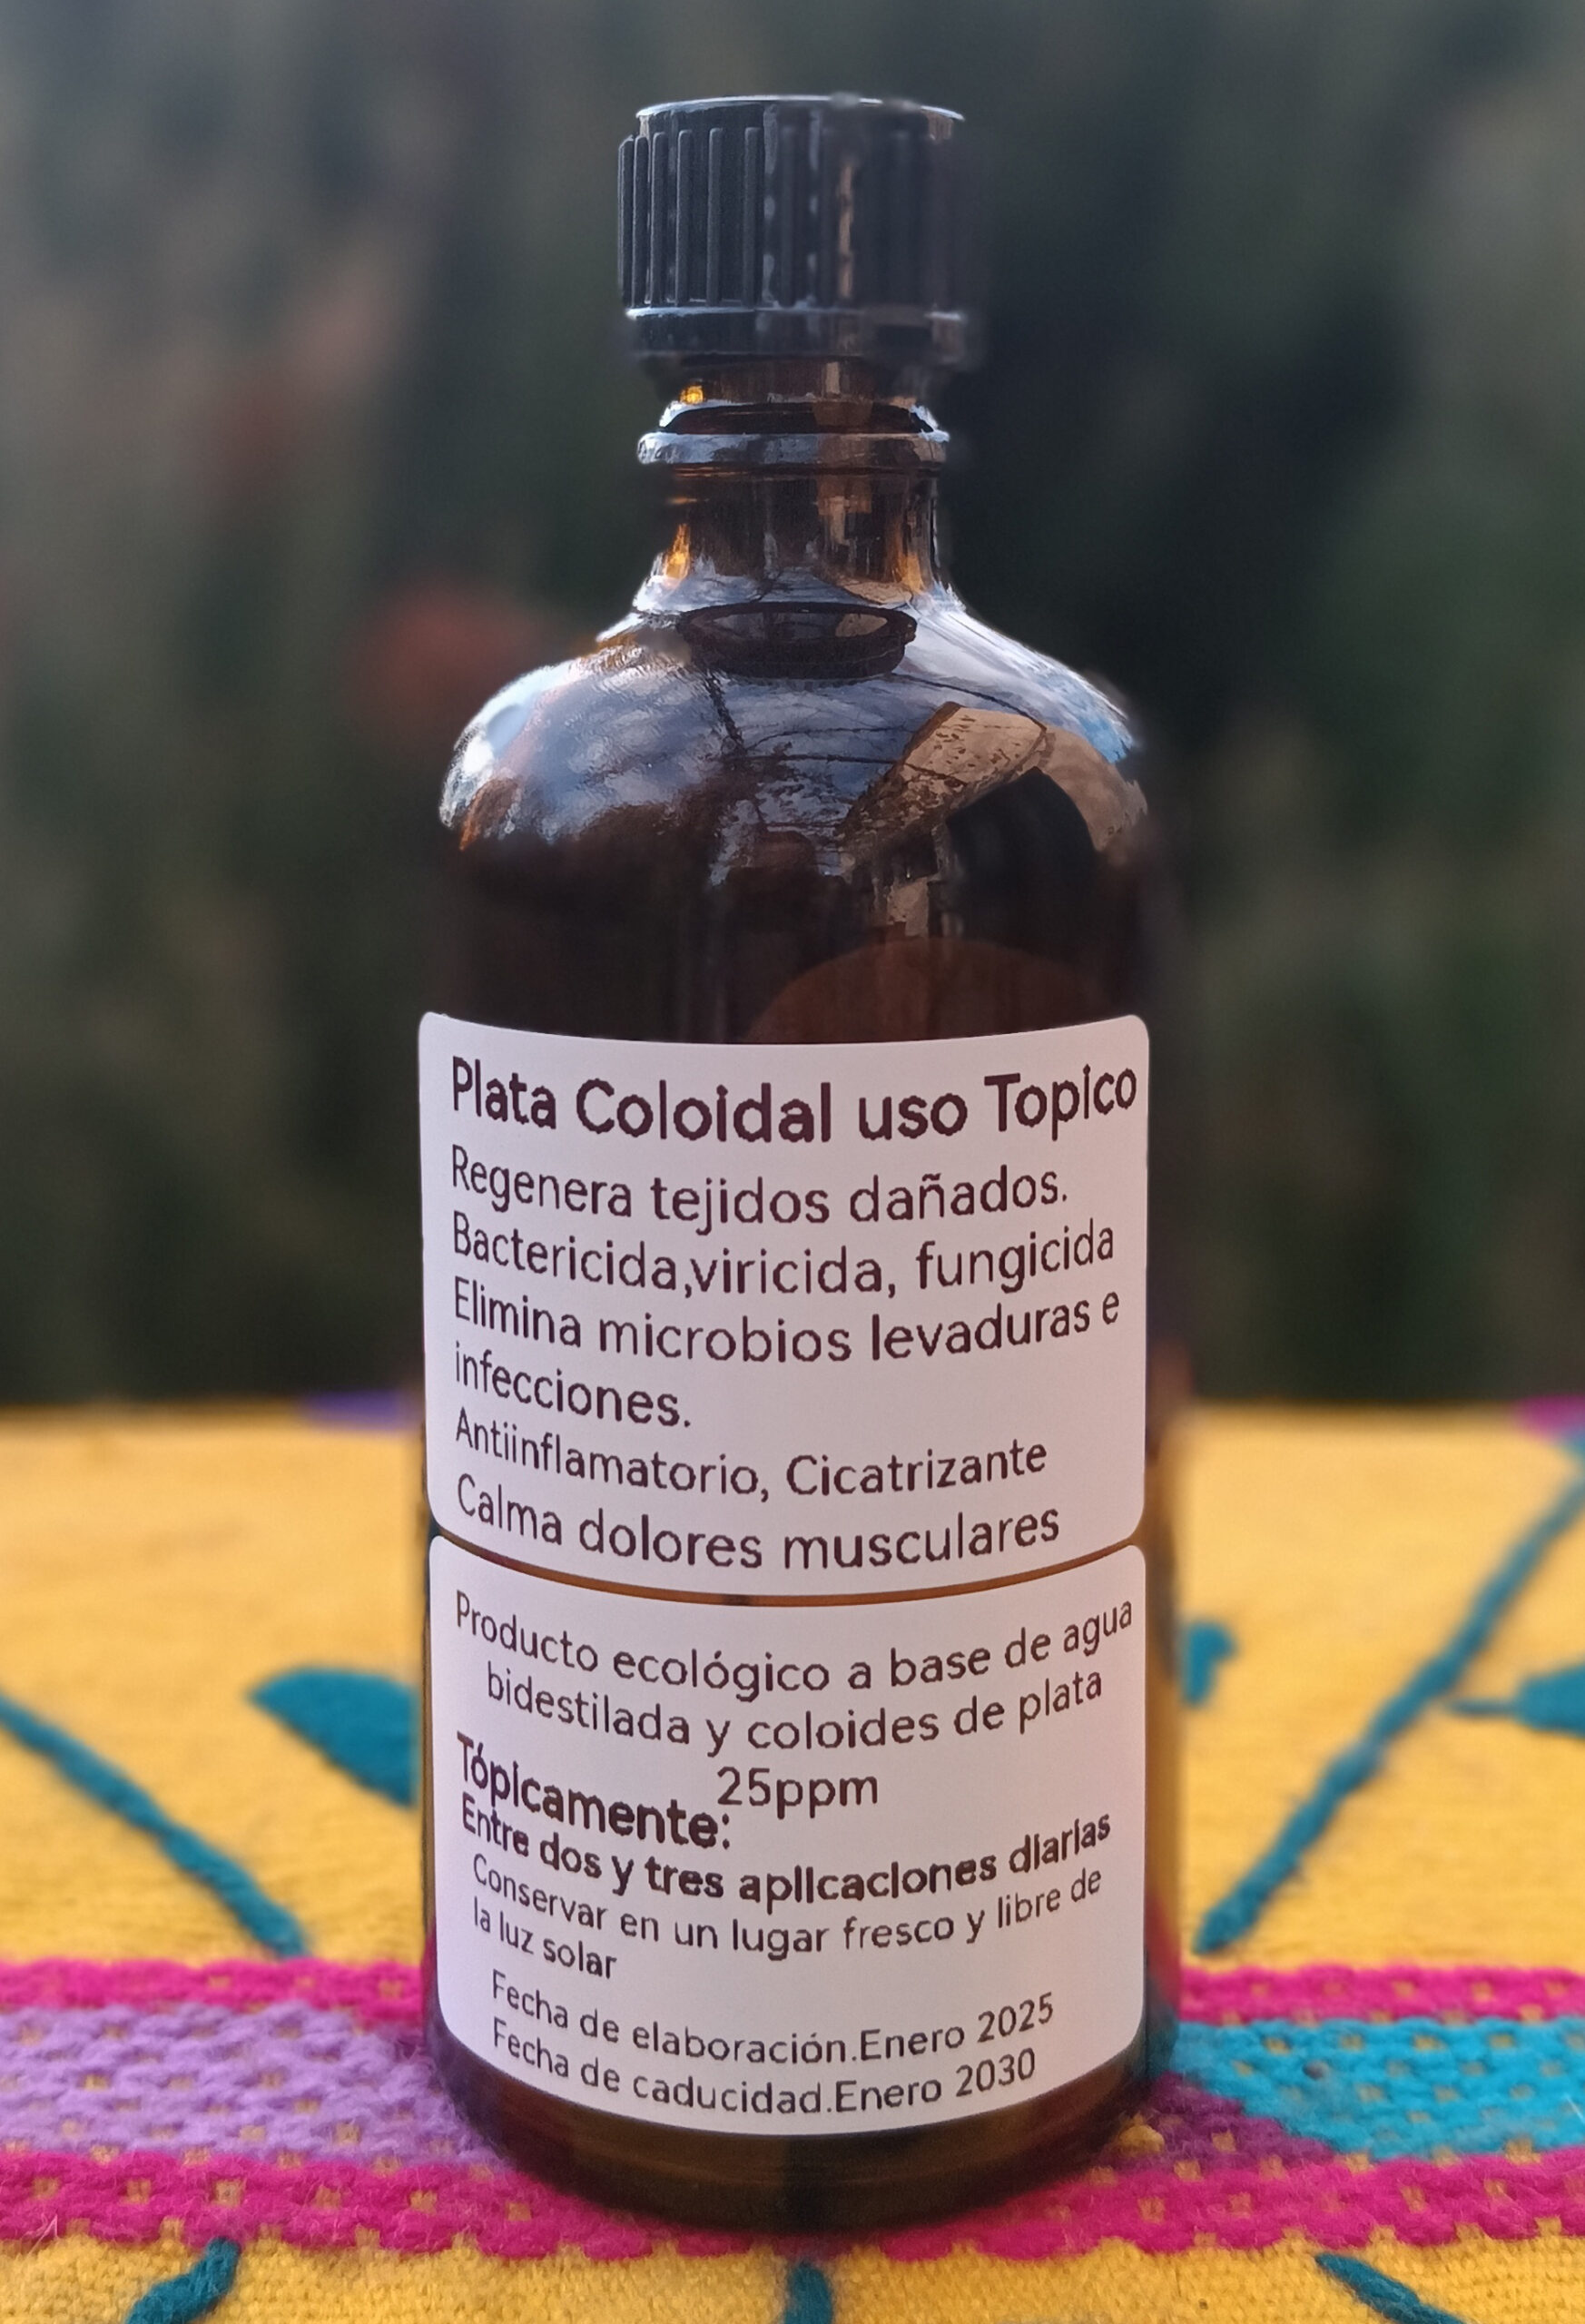 Plata Coloidal uso Topico
Regenera tejidos dañados.
Bactericida,viricida, fungicida
Elimina microbios levaduras e
infecciones.
Antiinflamatorio, Cicatrizante
Calma dolores musculares
Producto ecológico a base de agua
bidestilada y coloides de plata
25ppm
Tópicamente:
Entre dos y tres aplicaciones diarias
Conservar en un lugar fresco y libre de
la luz solar
Fecha de elaboración.Enero 2025
Fecha de caducidad.Enero 2030